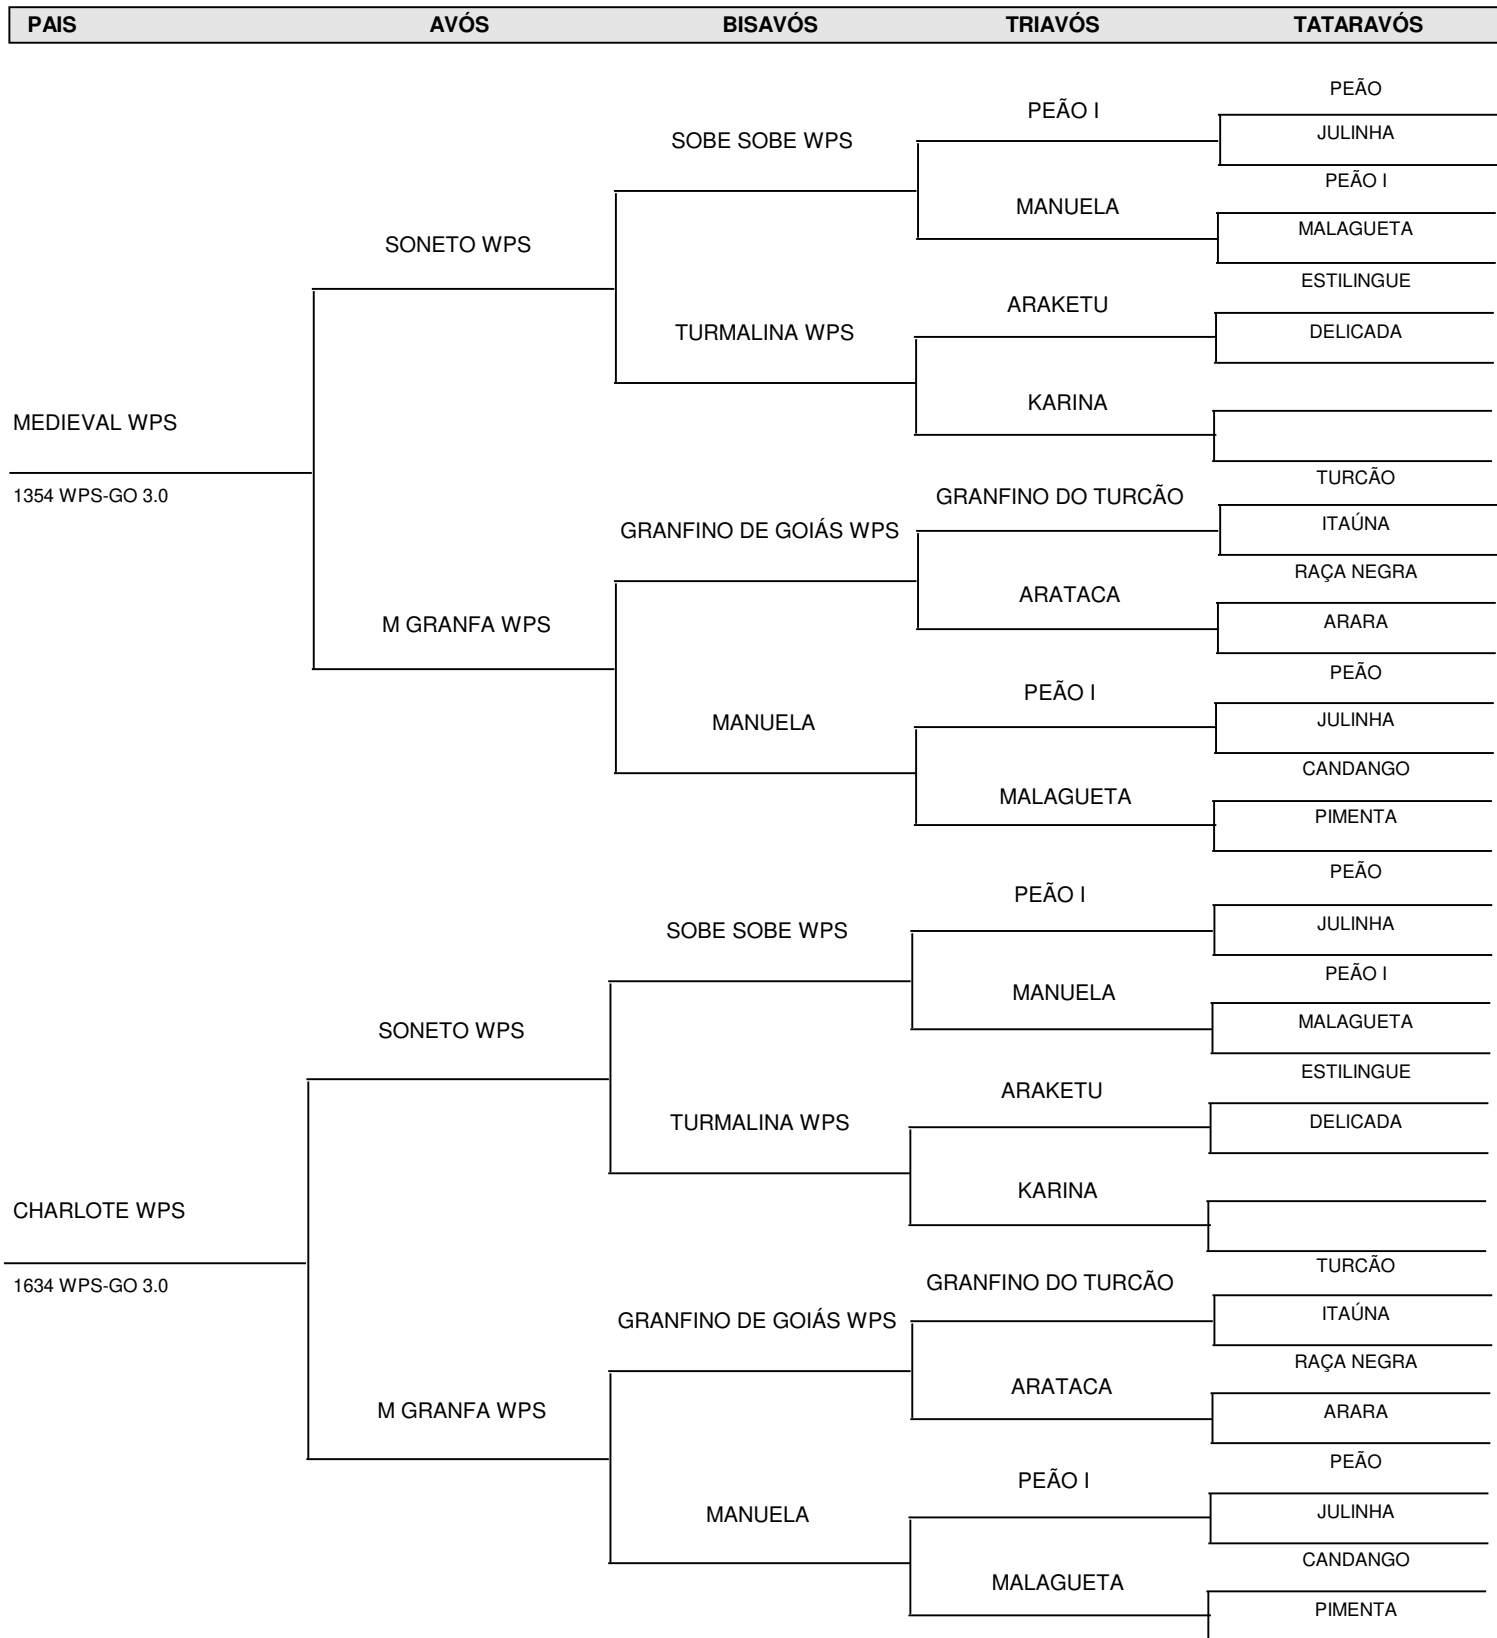 PAIS AVÓS BISAVÓS TRIAVÓS TATARAVÓS
PEÃO
PEÃO I
JULINHA
SOBE SOBE WPS
PEÃO I
MANUELA
MALAGUETA
SONETO WPS
ESTILINGUE
ARAKETU
DELICADA
TURMALINA WPS
KARINA
MEDIEVAL WPS
1354 WPS-GO 3.0
TURCÃO
GRANFINO DO TURCÃO
ITAÚNA
GRANFINO DE GOIÁS WPS
RAÇA NEGRA
ARATACA
ARARA
M GRANFA WPS
PEÃO
PEÃO I
JULINHA
MANUELA
CANDANGO
MALAGUETA
PIMENTA
PEÃO
PEÃO I
JULINHA
SOBE SOBE WPS
PEÃO I
MANUELA
MALAGUETA
SONETO WPS
ESTILINGUE
ARAKETU
DELICADA
TURMALINA WPS
KARINA
CHARLOTE WPS
1634 WPS-GO 3.0
TURCÃO
GRANFINO DO TURCÃO
ITAÚNA
GRANFINO DE GOIÁS WPS
RAÇA NEGRA
ARATACA
ARARA
M GRANFA WPS
PEÃO
PEÃO I
JULINHA
MANUELA
CANDANGO
MALAGUETA
PIMENTA